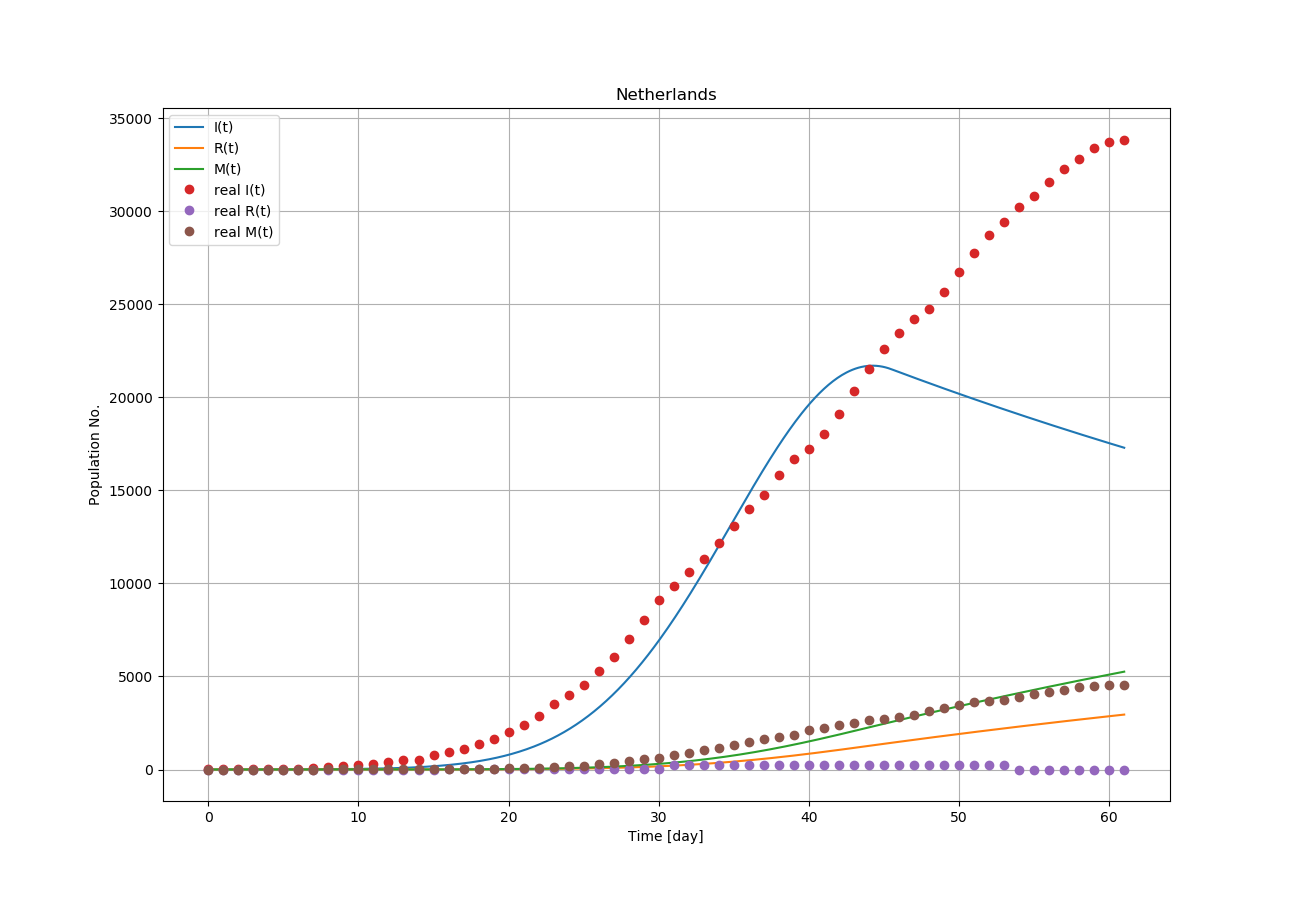 Netherlands
I(t)
R(t)
M(t)
real I(t)
real R(t)
real M(t)
35000
30000
25000
20000
15000
10000
5000
0
Population No.
0 10 20 30 40 50 60
Time [day]